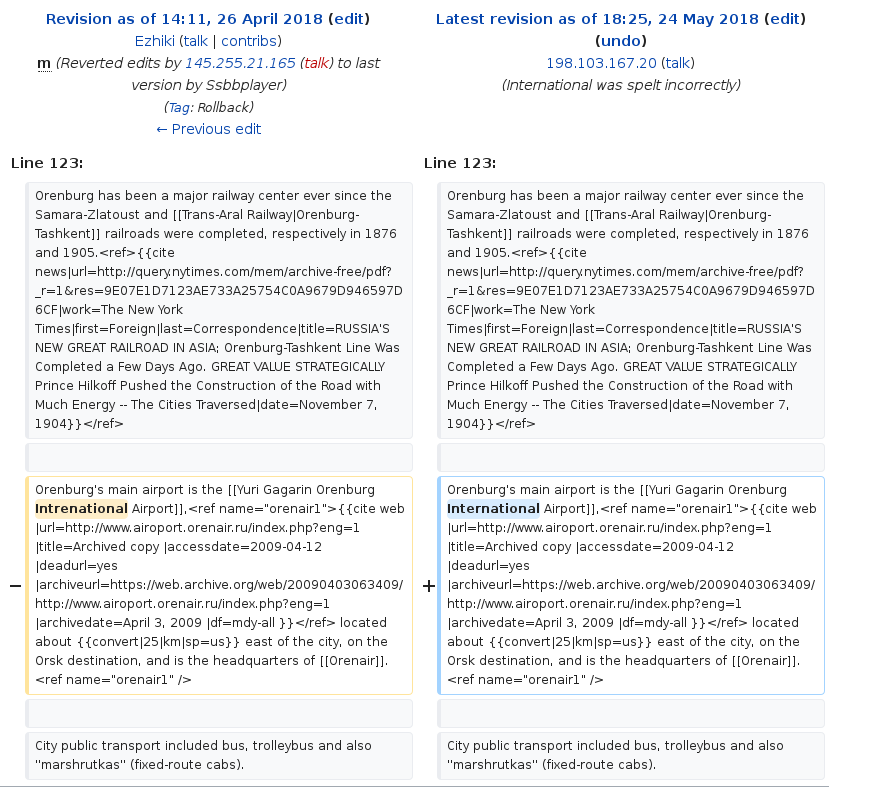 Revision as of 14:11, 26 April 2018 (edit)
Ezhiki (talk | contribs)
m (Reverted edits by 145.255.21.165 (talk) to last
version by Ssbbplayer)
(Tag: Rollback)
← Previous edit
Latest revision as of 18:25, 24 May 2018 (edit)
(undo)
198.103.167.20 (talk)
(International was spelt incorrectly)
Line 123:
Orenburg has been a major railway center ever since the
Samara-Zlatoust and [[Trans-Aral Railway|Orenburg-
Tashkent]] railroads were completed, respectively in 1876
and 1905.<ref>{{cite
news|url=http://query.nytimes.com/mem/archive-free/pdf?
_r=1&res=9E07E1D7123AE733A25754C0A9679D946597D
6CF|work=The New York
Times|first=Foreign|last=Correspondence|title=RUSSIA'S
NEW GREAT RAILROAD IN ASIA; Orenburg-Tashkent Line Was
Completed a Few Days Ago. GREAT VALUE STRATEGICALLY
Prince Hilkoff Pushed the Construction of the Road with
Much Energy -- The Cities Traversed|date=November 7,
1904}}</ref>
−
Orenburg's main airport is the [[Yuri Gagarin Orenburg
Intrenational Airport]],<ref name="orenair1">{{cite web
|url=http://www.airoport.orenair.ru/index.php?eng=1
|title=Archived copy |accessdate=2009-04-12
|deadurl=yes
|archiveurl=https://web.archive.org/web/20090403063409/
http://www.airoport.orenair.ru/index.php?eng=1
|archivedate=April 3, 2009 |df=mdy-all }}</ref> located
about {{convert|25|km|sp=us}} east of the city, on the
Orsk destination, and is the headquarters of [[Orenair]].
<ref name="orenair1" />
City public transport included bus, trolleybus and also
''marshrutkas'' (fixed-route cabs).
Line 123:
Orenburg has been a major railway center ever since the
Samara-Zlatoust and [[Trans-Aral Railway|Orenburg-
Tashkent]] railroads were completed, respectively in 1876
and 1905.<ref>{{cite
news|url=http://query.nytimes.com/mem/archive-free/pdf?
_r=1&res=9E07E1D7123AE733A25754C0A9679D946597D
6CF|work=The New York
Times|first=Foreign|last=Correspondence|title=RUSSIA'S
NEW GREAT RAILROAD IN ASIA; Orenburg-Tashkent Line Was
Completed a Few Days Ago. GREAT VALUE STRATEGICALLY
Prince Hilkoff Pushed the Construction of the Road with
Much Energy -- The Cities Traversed|date=November 7,
1904}}</ref>
+
Orenburg's main airport is the [[Yuri Gagarin Orenburg
International Airport]],<ref name="orenair1">{{cite web
|url=http://www.airoport.orenair.ru/index.php?eng=1
|title=Archived copy |accessdate=2009-04-12
|deadurl=yes
|archiveurl=https://web.archive.org/web/20090403063409/
http://www.airoport.orenair.ru/index.php?eng=1
|archivedate=April 3, 2009 |df=mdy-all }}</ref> located
about {{convert|25|km|sp=us}} east of the city, on the
Orsk destination, and is the headquarters of [[Orenair]].
<ref name="orenair1" />
City public transport included bus, trolleybus and also
''marshrutkas'' (fixed-route cabs).